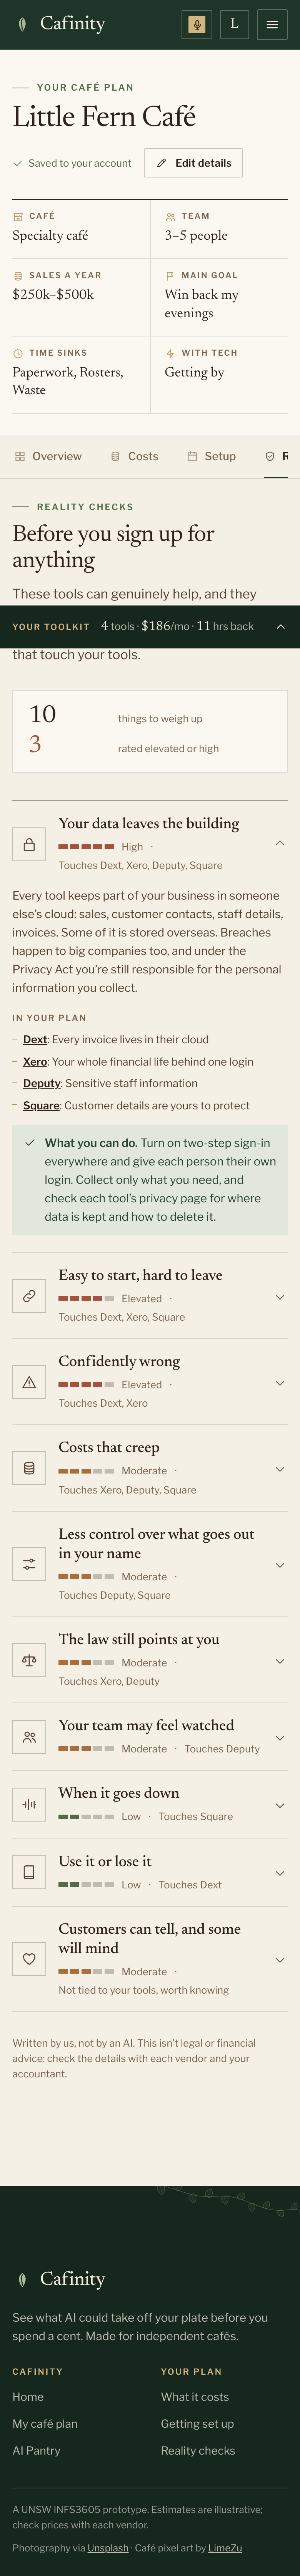 Cafinity
L
YOUR CAFÉ PLAN
Little Fern Café
Saved to your account
Edit details
CAFÉ
Specialty café
TEAM
3–5 people
SALES A YEAR
$250k–$500k
MAIN GOAL
Win back my
evenings
TIME SINKS
Paperwork, Rosters,
Waste
WITH TECH
Getting by
Overview
Costs
Setup
REALITY CHECKS
Before you sign up for
anything
These tools can genuinely help, and they
YOUR TOOLKIT 4 tools · $186/mo · 11 hrs back
that touch your tools.
10 things to weigh up
3 rated elevated or high
Your data leaves the building
High ·
Touches Dext, Xero, Deputy, Square
Every tool keeps part of your business in someone
else’s cloud: sales, customer contacts, staff details,
invoices. Some of it is stored overseas. Breaches
happen to big companies too, and under the
Privacy Act you’re still responsible for the personal
information you collect.
IN YOUR PLAN
– Dext: Every invoice lives in their cloud
– Xero: Your whole financial life behind one login
– Deputy: Sensitive staff information
– Square: Customer details are yours to protect
What you can do. Turn on two-step sign-in
everywhere and give each person their own
login. Collect only what you need, and
check each tool’s privacy page for where
data is kept and how to delete it.
Easy to start, hard to leave
Elevated ·
Touches Dext, Xero, Square
Confidently wrong
Elevated ·
Touches Dext, Xero
Costs that creep
Moderate ·
Touches Xero, Deputy, Square
Less control over what goes out
in your name
Moderate ·
Touches Deputy, Square
The law still points at you
Moderate ·
Touches Xero, Deputy
Your team may feel watched
Moderate · Touches Deputy
When it goes down
Low · Touches Square
Use it or lose it
Low · Touches Dext
Customers can tell, and some
will mind
Moderate ·
Not tied to your tools, worth knowing
Written by us, not by an AI. This isn’t legal or financial
advice: check the details with each vendor and your
accountant.
Cafinity
See what AI could take off your plate before you
spend a cent. Made for independent cafés.
CAFINITY
Home
My café plan
AI Pantry
YOUR PLAN
What it costs
Getting set up
Reality checks
A UNSW INFS3605 prototype. Estimates are illustrative;
check prices with each vendor.
Photography via Unsplash · Café pixel art by LimeZu